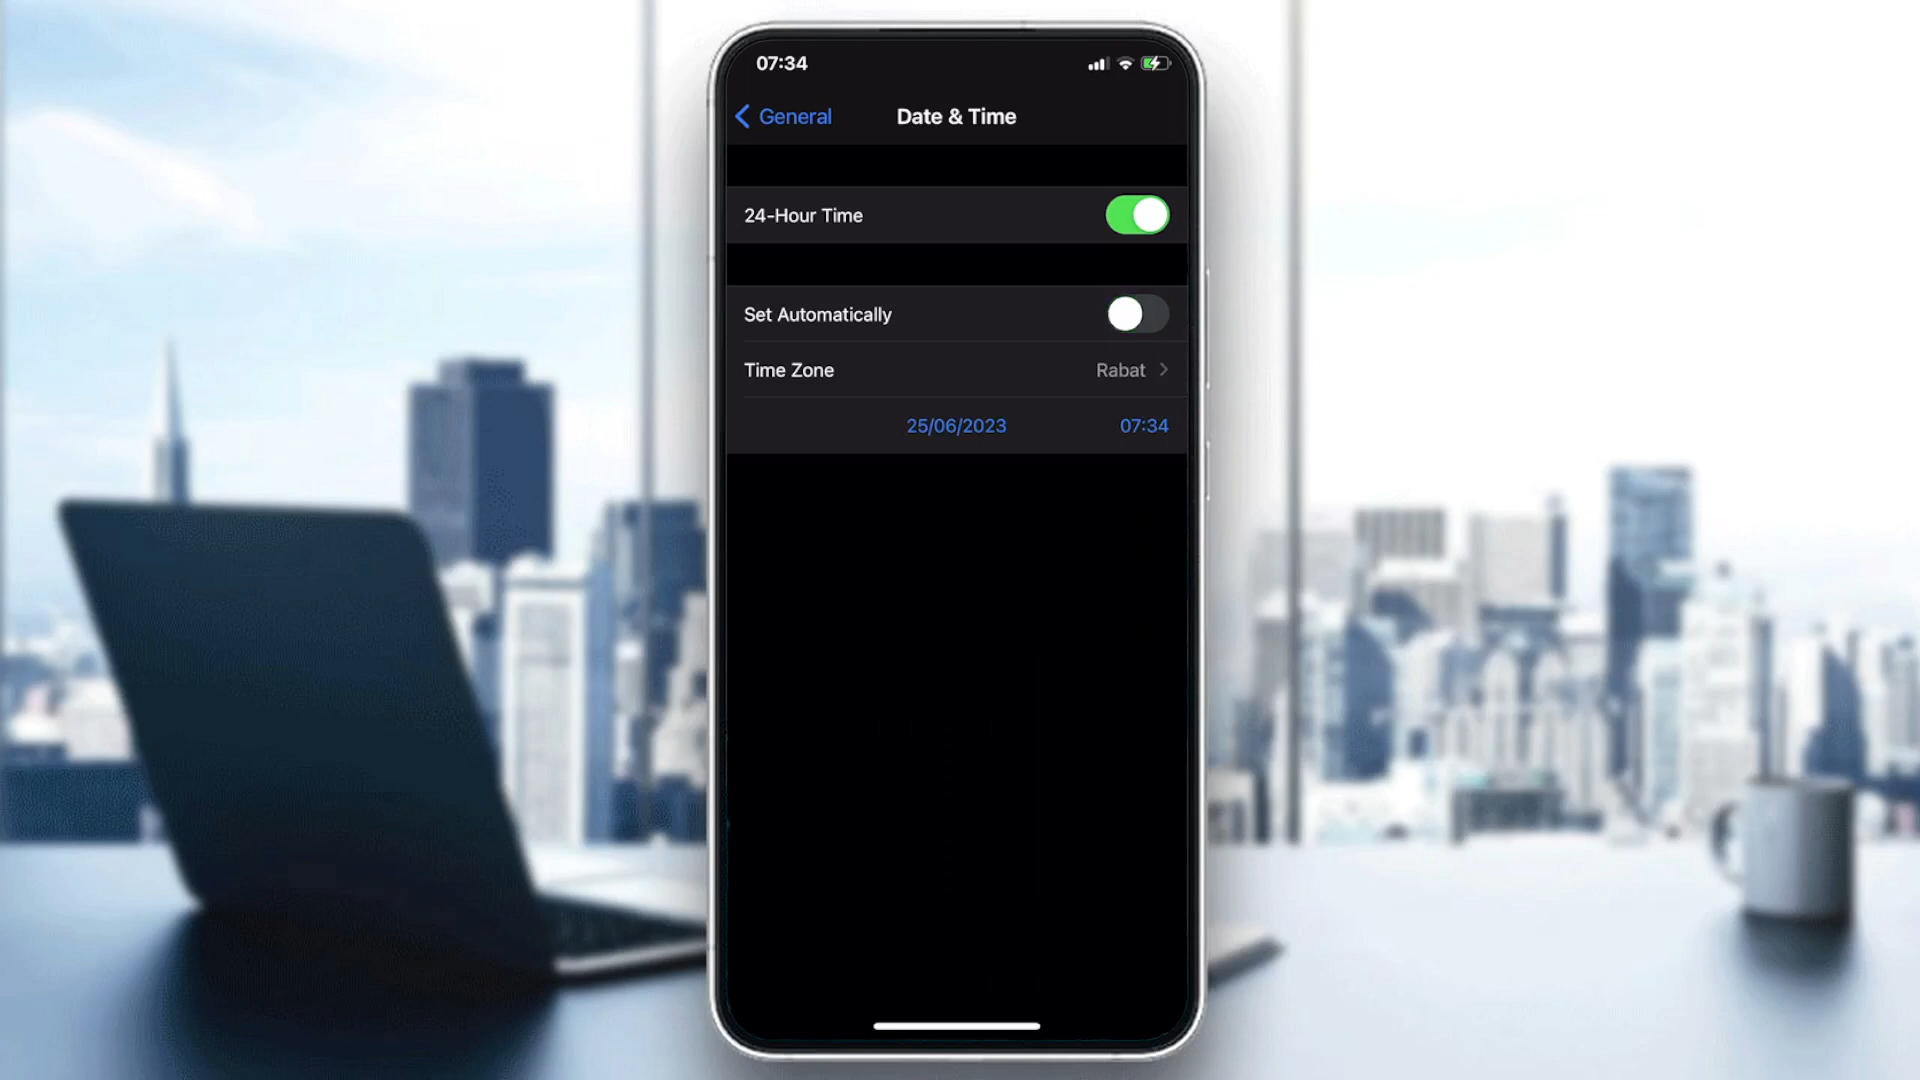 07:34
General
Date & Time
24-Hour Time
Set Automatically
Time Zone
Rabat
25/06/2023
07:34